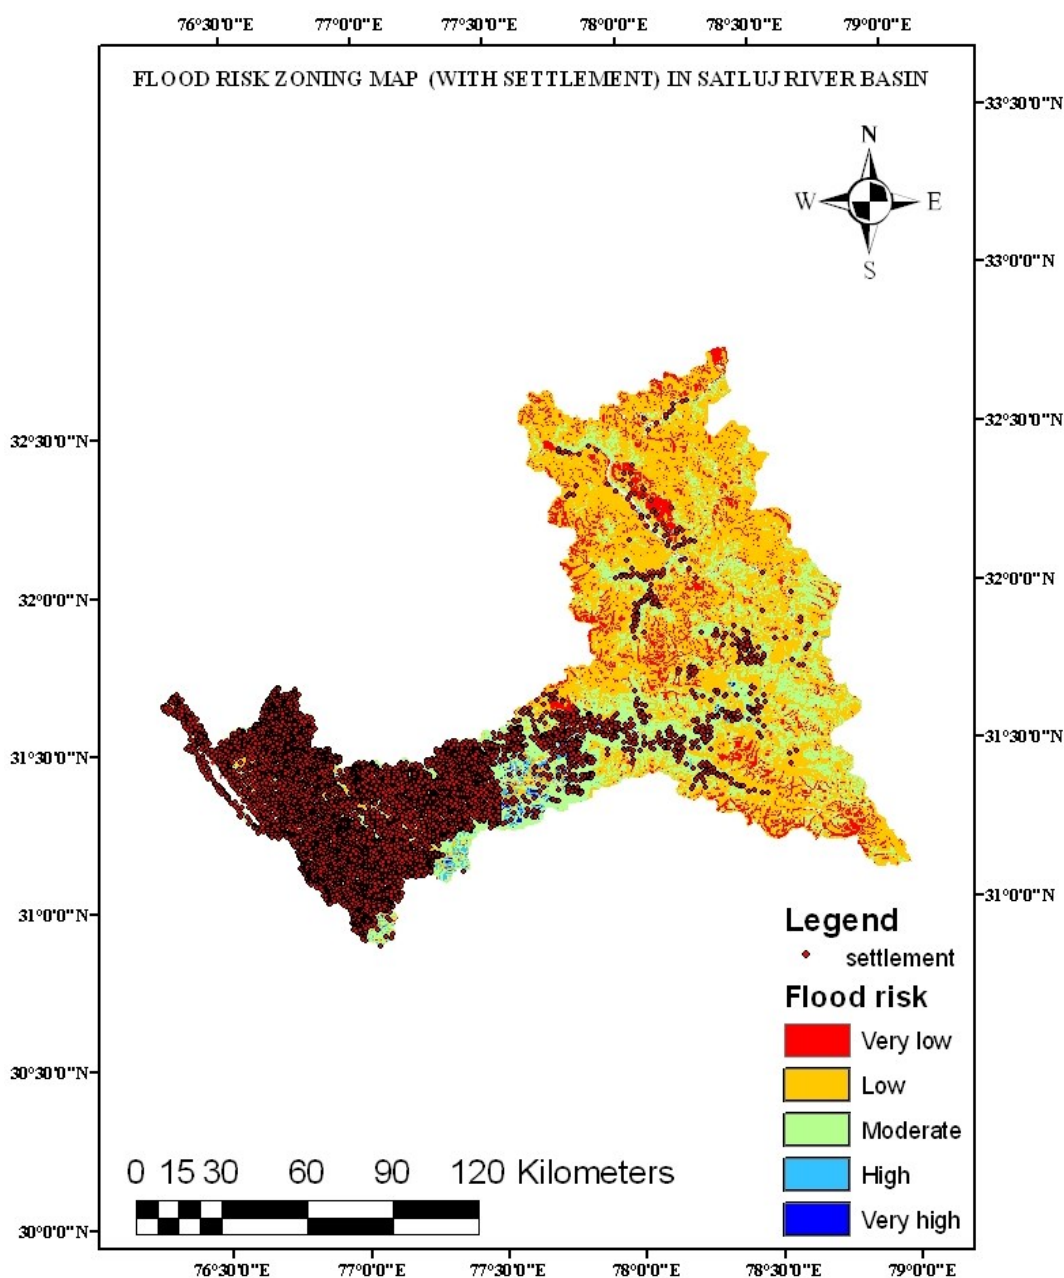 76°30'0"E 77°0'0"E 77°30'0"E 78°0'0"E 78°30'0"E 79°0'0"E
FLOOD RISK ZONING MAP (WITH SETTLEMENT) IN SATLUJ RIVER BASIN
33°30'0"N
N
W E
S
33°0'0"N
32°30'0"N 32°30'0"N
32°0'0"N 32°0'0"N
31°30'0"N 31°30'0"N
31°0'0"N 31°0'0"N
Legend
settlement
Flood risk
Very low
30°30'0"N
Low
Moderate
0 15 30 60 90 120 Kilometers
High
Very high
30°0'0"N
76°30'0"E 77°0'0"E 77°30'0"E 78°0'0"E 78°30'0"E 79°0'0"E